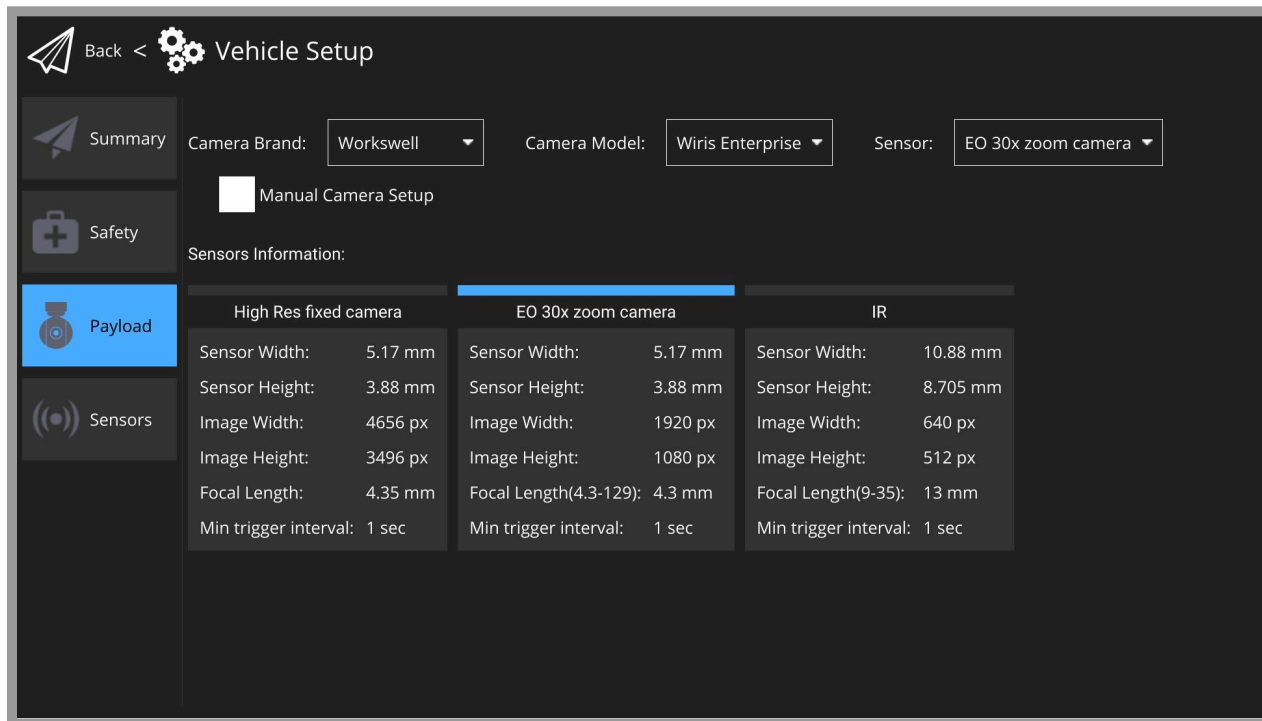 Back < Vehicle Setup
Summary
Safety
Payload
Sensors
Camera Brand: Workswell Camera Model: Wiris Enterprise Sensor: EO 30x zoom camera
Manual Camera Setup
Sensors Information:
High Res fixed camera
Sensor Width: 5.17 mm
Sensor Height: 3.88 mm
Image Width: 4656 px
Image Height: 3496 px
Focal Length: 4.35 mm
Min trigger interval: 1 sec
EO 30x zoom camera
Sensor Width: 5.17 mm
Sensor Height: 3.88 mm
Image Width: 1920 px
Image Height: 1080 px
Focal Length(4.3-129): 4.3 mm
Min trigger interval: 1 sec
IR
Sensor Width: 10.88 mm
Sensor Height: 8.705 mm
Image Width: 640 px
Image Height: 512 px
Focal Length(9-35): 13 mm
Min trigger interval: 1 sec